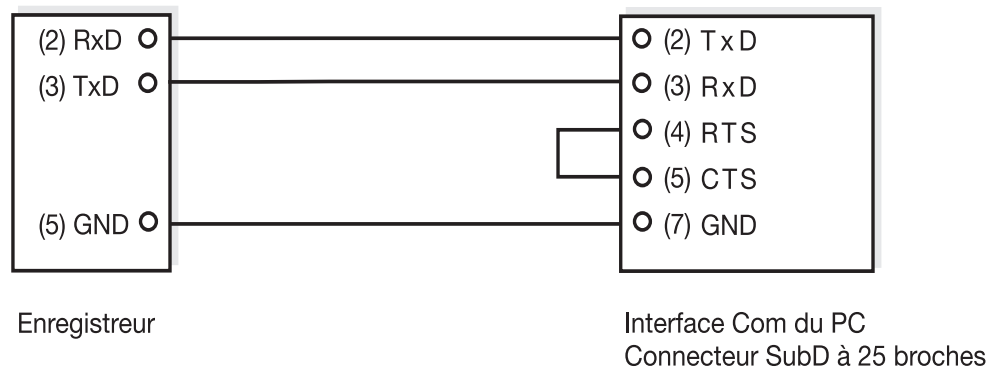 (2) RxD
(3) TxD
(5) GND
(2) TxD
(3) RxD
(4) RTS
(5) CTS
(7) GND
Enregistreur
Interface Com du PC
Connecteur SubD à 25 broches